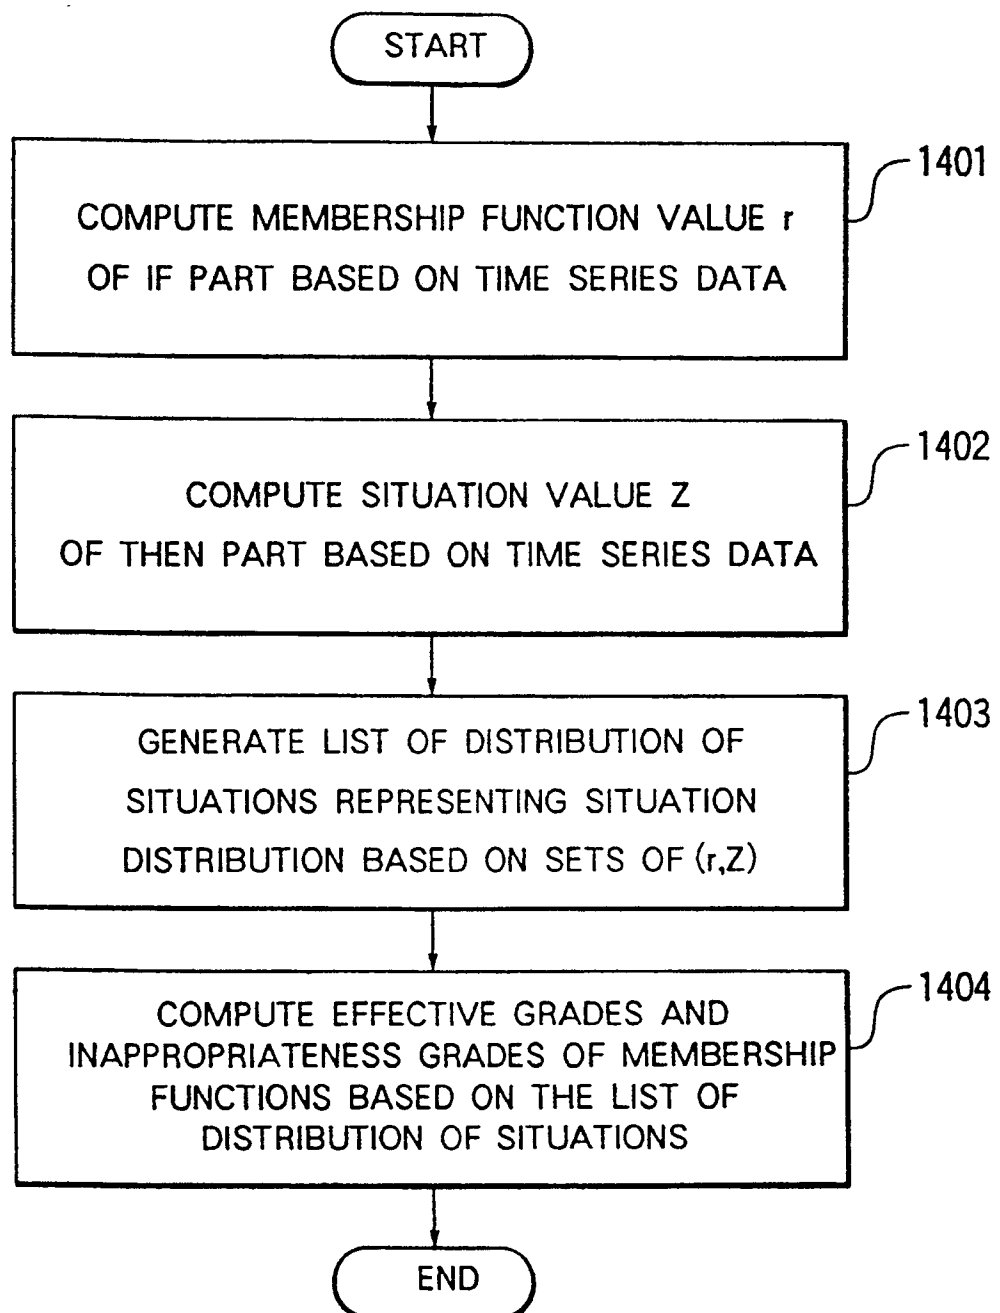 START
1401
COMPUTE MEMBERSHIP FUNCTION VALUE r
OF IF PART BASED ON TIME SERIES DATA
1402
COMPUTE SITUATION VALUE Z
OF THEN PART BASED ON TIME SERIES DATA
1403
GENERATE LIST OF DISTRIBUTION OF
SITUATIONS REPRESENTING SITUATION
DISTRIBUTION BASED ON SETS OF (r,Z)
1404
COMPUTE EFFECTIVE GRADES AND
INAPPROPRIATENESS GRADES OF MEMBERSHIP
FUNCTIONS BASED ON THE LIST OF
DISTRIBUTION OF SITUATIONS
END